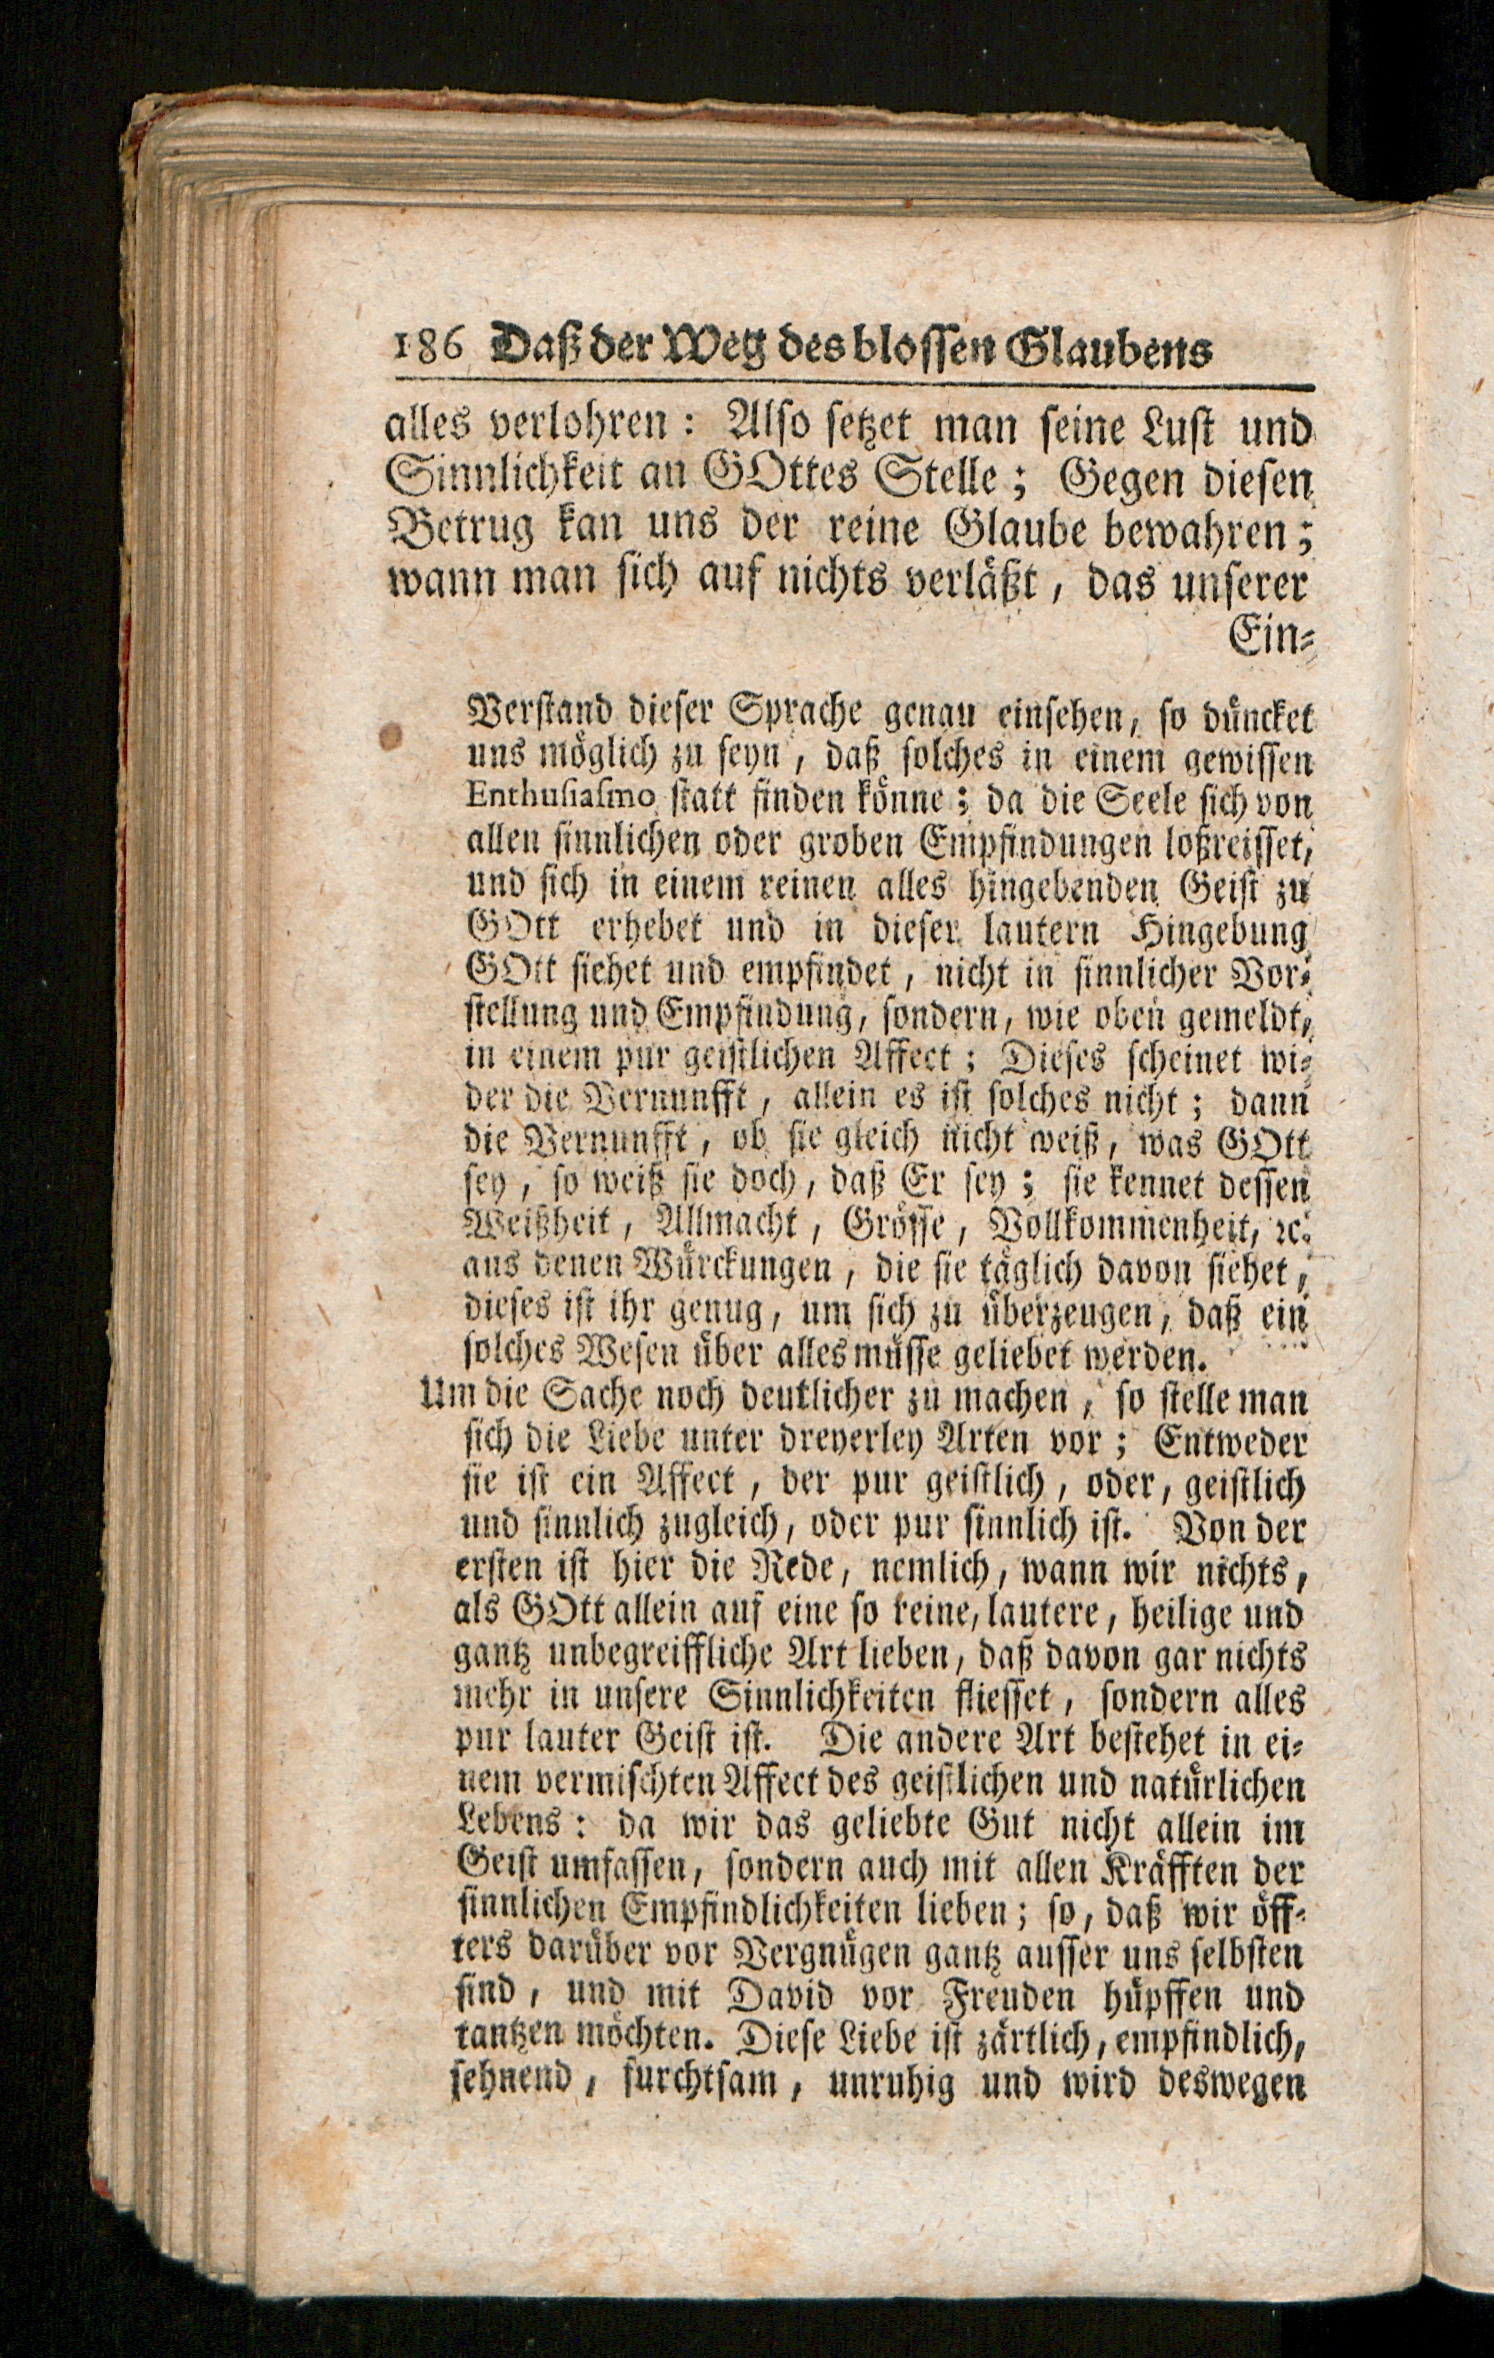 186 Daß der Weg des blossen Glaubens
alles verlohren: Also setzet man seine Lust und
Sinnlichkeit an GOttes Stelle; Gegen diesen
Betrug kan uns der reine Glaube bewahren;
wann man sich auf nichts verläßt, das unserer
Ein-
Verstand dieser Sprache genau einsehen, so düncket
uns möglich zu seyn, daß solches in einem gewissen
Enthusiasmo statt finden könne; da die Seele sich von
allen sinnlichen oder groben Empfindungen loßreisset,
und sich in einem reinen alles hingebenden Geist zu
GOtt erhebet und in dieser lautern Hingebung
GOtt siehet und empfindet, nicht in sinnlicher Vor-
stellung und Empfindung, sondern, wie oben gemeldt,
in einem pur geistlichen Affect; Dieses scheinet wi-
der die Vernunfft, allein es ist solches nicht; dann
die Vernunfft, ob sie gleich nicht weiß, was GOtt
sey, so weiß sie doch, daß Er sey; sie kennet dessen
Weißheit, Allmacht, Grösse, Vollkommenheit, ꝛc.
aus denen Würckungen, die sie täglich davon siehet,
dieses ist ihr genug, um sich zu überzeugen, daß ein
solches Wesen über alles müsse geliebet werden.
Um die Sache noch deutlicher zu machen, so stelle man
sich die Liebe unter dreyerley Arten vor; Entweder
sie ist ein Affect, der pur geistlich, oder, geistlich
und sinnlich zugleich, oder pur sinnlich ist. Von der
ersten ist hier die Rede, nemlich, wann wir nichts,
als GOtt allein auf eine so reine, lautere, heilige und
gantz unbegreiffliche Art lieben, daß davon gar nichts
mehr in unsere Sinnlichkeiten fliesset, sondern alles
pur lauter Geist ist. Die andere Art bestehet in ei-
nem vermischten Affect des geistlichen und natürlichen
Lebens: da wir das geliebte Gut nicht allein im
Geist umfassen, sondern auch mit allen Kräfften der
sinnlichen Empfindlichkeiten lieben; so, daß wir öff-
ters darüber vor Vergnügen gantz ausser uns selbsten
sind, und mit David vor Freuden hüpffen und
tantzen möchten. Diese Liebe ist zärtlich, empfindlich,
sehnend, furchtsam, unruhig und wird deswegen